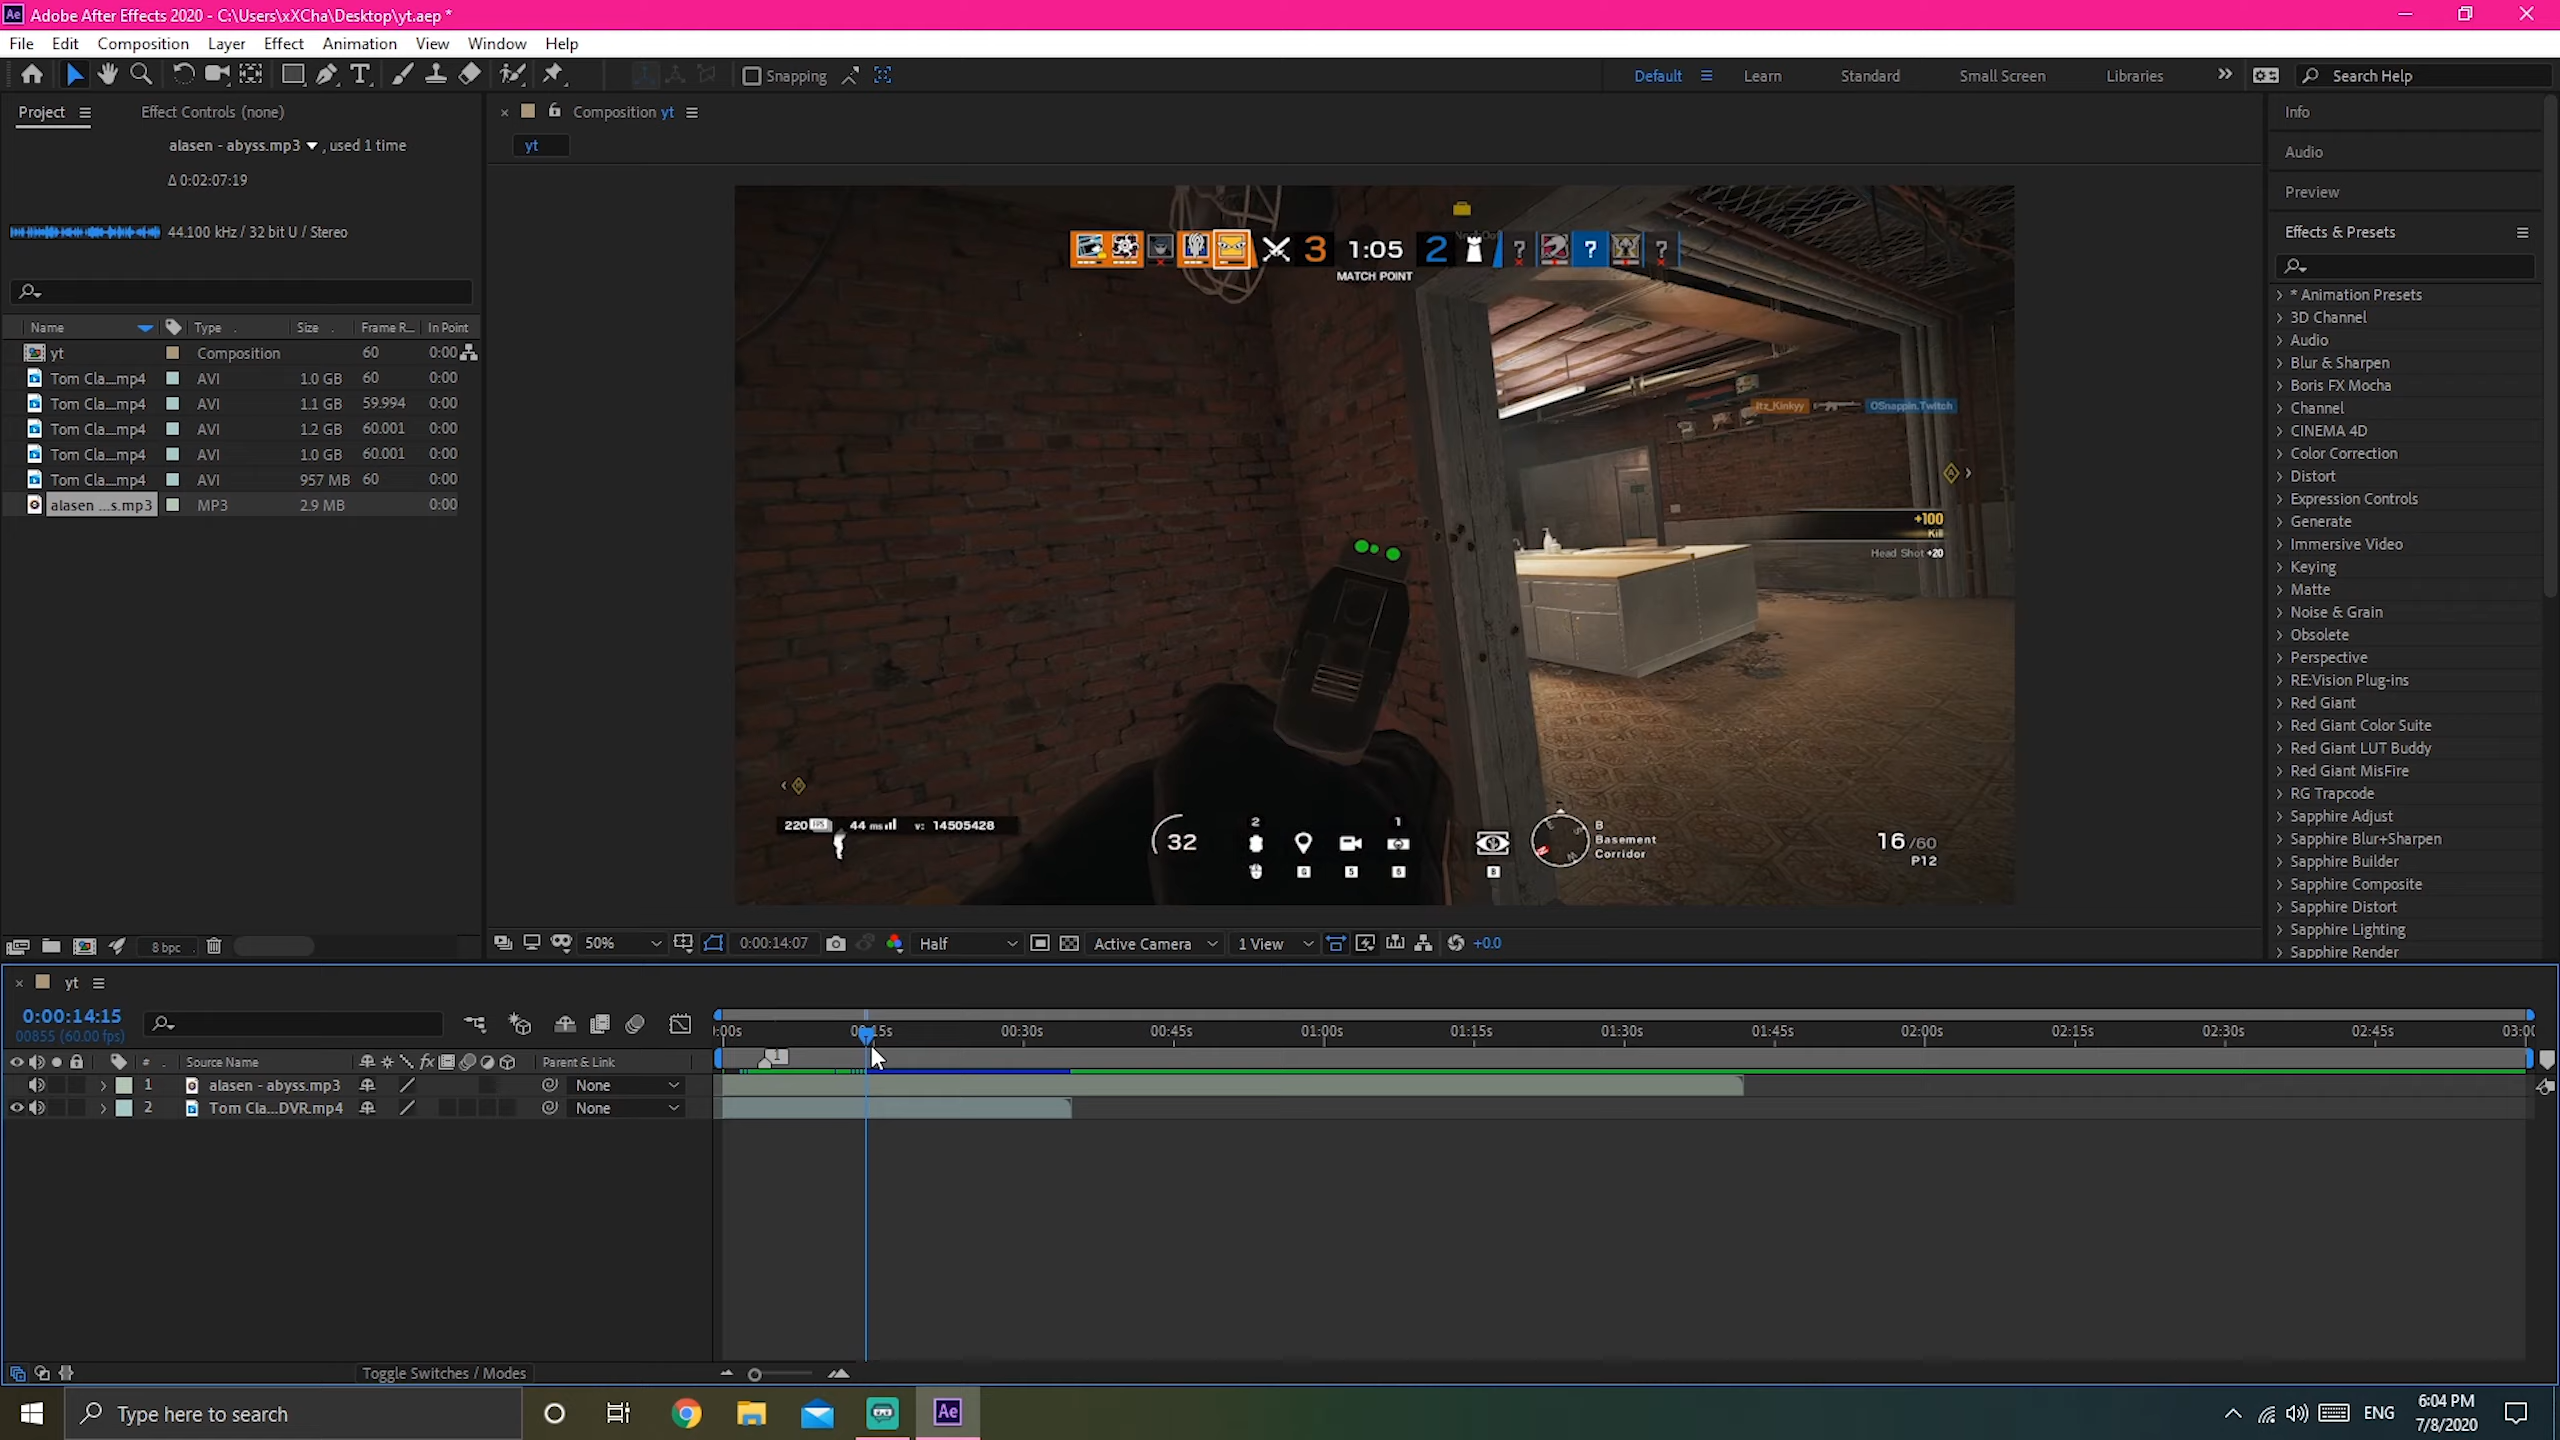 Adobe After Effects 2020 - C:\Users\xXCha\Desktop\yt.aep *
File Edit Composition Layer Effect Animation View Window Help
Snapping
Default Learn Standard Small Screen Libraries Search Help
Project Effect Controls (none)
alasen - abyss.mp3 , used 1 time
Δ 0:02:07:19
44.100 kHz / 32 bit U / Stereo
Name Type Size Frame R... In Point
yt Composition 60 0:00
Tom Cla...mp4 AVI 1.0 GB 60 0:00
Tom Cla...mp4 AVI 1.1 GB 59.994 0:00
Tom Cla...mp4 AVI 1.2 GB 60.001 0:00
Tom Cla...mp4 AVI 1.0 GB 60.001 0:00
Tom Cla...mp4 AVI 957 MB 60 0:00
alasen ...s.mp3 MP3 2.9 MB 0:00
8 bpc
Composition yt
yt
3 1:05 2 ? ? ?
MATCH POINT
Itz_Kinkyy OSnappin.Twitch
+100
Kill
Head Shot +20
220 FPS 44 ms v: 14505428
32
2 1
G 5 6 B
B
Basement
Corridor
16/60
P12
50% 0:00:14:07 Half Active Camera 1 View +0.0
Info
Audio
Preview
Effects & Presets
* Animation Presets
3D Channel
Audio
Blur & Sharpen
Boris FX Mocha
Channel
CINEMA 4D
Color Correction
Distort
Expression Controls
Generate
Immersive Video
Keying
Matte
Noise & Grain
Obsolete
Perspective
RE:Vision Plug-ins
Red Giant
Red Giant Color Suite
Red Giant LUT Buddy
Red Giant MisFire
RG Trapcode
Sapphire Adjust
Sapphire Blur+Sharpen
Sapphire Builder
Sapphire Composite
Sapphire Distort
Sapphire Lighting
Sapphire Render
yt
0:00:14:15
00855 (60.00 fps)
:00s 00:15s 00:30s 00:45s 01:00s 01:15s 01:30s 01:45s 02:00s 02:15s 02:30s 02:45s 03:00
1
# Source Name fx Parent & Link
1 alasen - abyss.mp3 None
2 Tom Cla...DVR.mp4 None
Toggle Switches / Modes
Type here to search
Ae
ENG
6:04 PM
7/8/2020